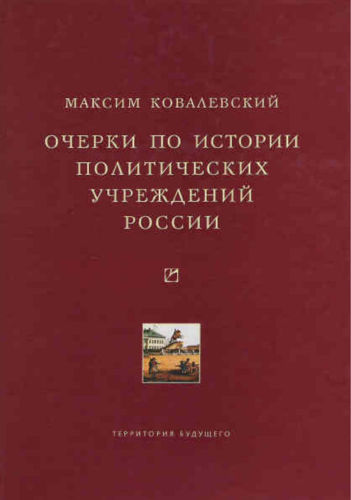 МАКСИМ КОВАЛЕВСКИЙ
ОЧЕРКИ ПО ИСТОРИИ
ПОЛИТИЧЕСКИХ
УЧРЕЖДЕНИЙ
РОССИИ
ТЕРРИТОРИЯ БУДУЩЕГО